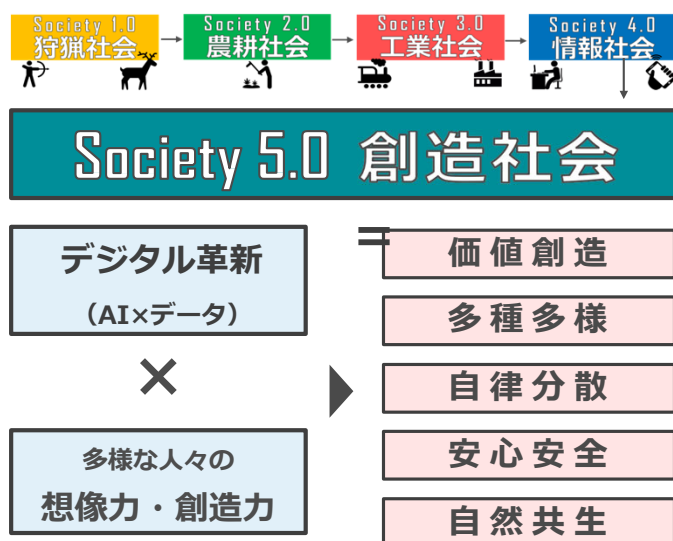 Society 1.0
狩猟社会
Society 2.0
農耕社会
Society 3.0
工業社会
Society 4.0
情報社会
Society 5.0 創造社会
デジタル革新
（AI×データ）
×
多様な人々の
想像力・創造力
=
価値創造
多種多様
自律分散
安心安全
自然共生